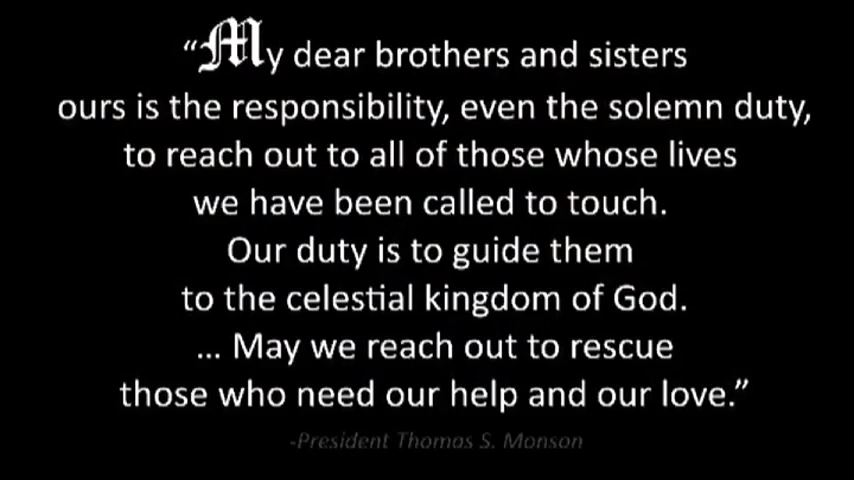 “My dear brothers and sisters
ours is the responsibility, even the solemn duty,
to reach out to all of those whose lives
we have been called to touch.
Our duty is to guide them
to the celestial kingdom of God.
... May we reach out to rescue
those who need our help and our love.”
-President Thomas S. Monson